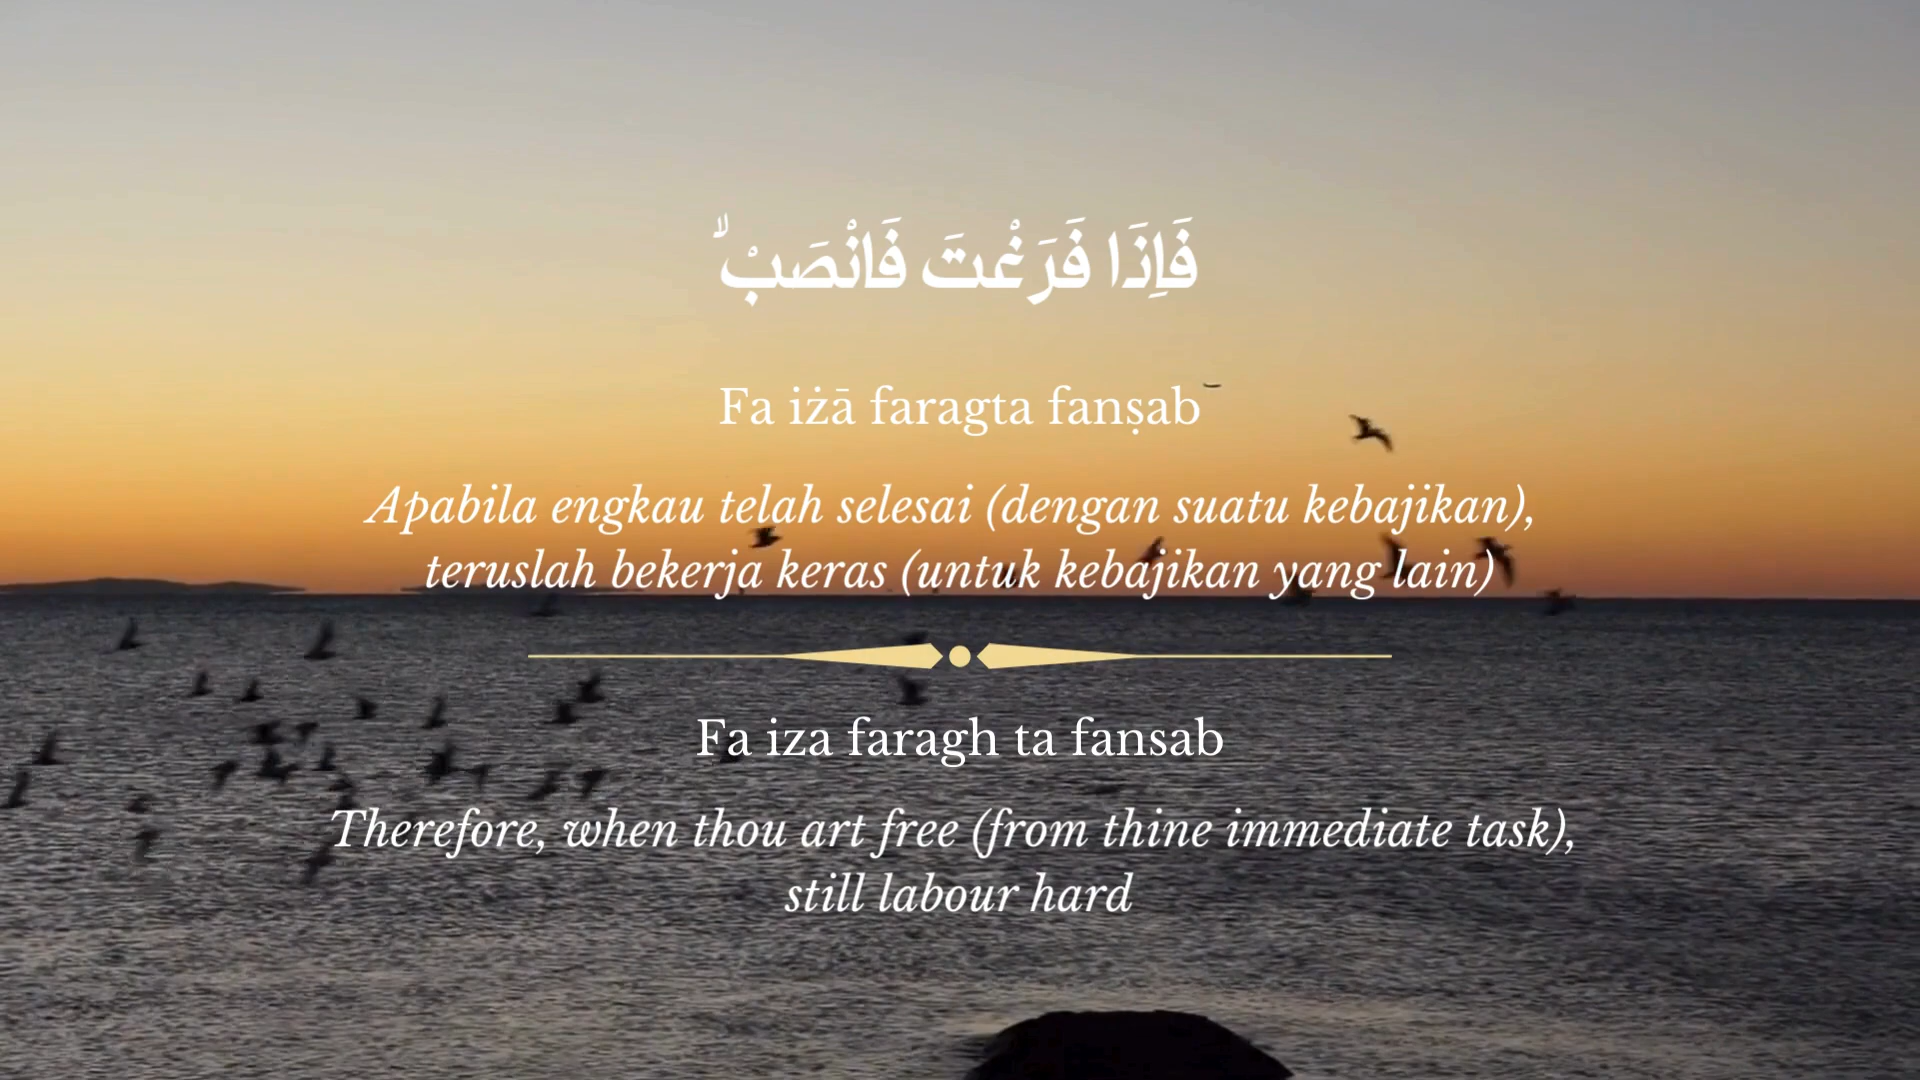 فَاِذَا فَرَغْتَ فَانْصَبْۙ
Fa iżā faragta fanṣab
Apabila engkau telah selesai (dengan suatu kebajikan),
teruslah bekerja keras (untuk kebajikan yang lain)
Fa iza faragh ta fansab
Therefore, when thou art free (from thine immediate task),
still labour hard